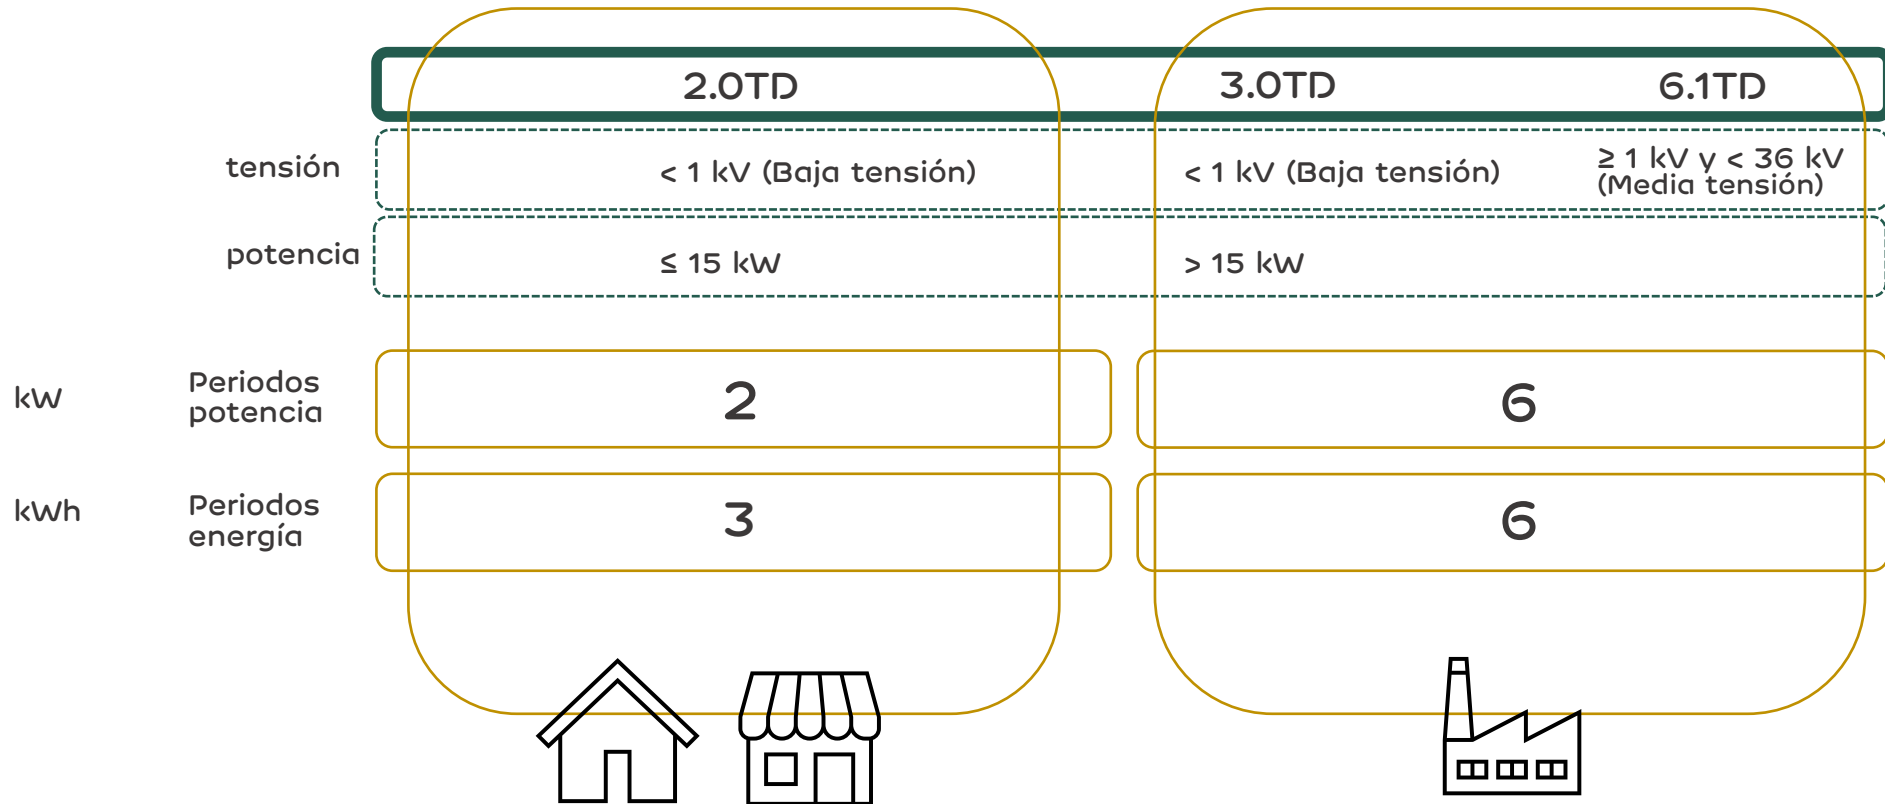 2.0TD 3.0TD 6.1TD
tensión < 1 kV (Baja tensión) < 1 kV (Baja tensión) ≥ 1 kV y < 36 kV
(Media tensión)
potencia ≤ 15 kW > 15 kW
kW Periodos
potencia 2 6
kWh Periodos
energía 3 6